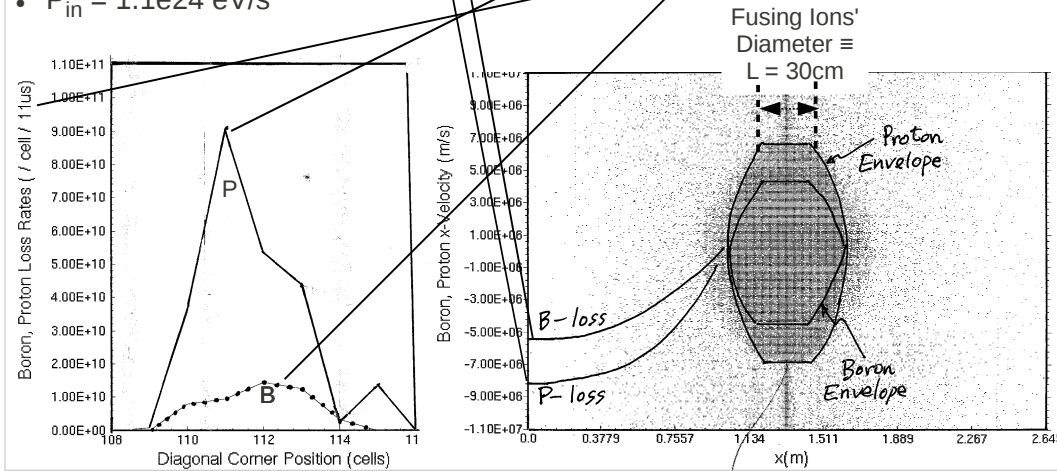 • P_in = 1.1e24 eV/s
Fusing Ions'
Diameter ≡
L = 30cm
Boron, Proton Loss Rates ( / cell / 11us)
1.10E+11
1.00E+11
9.00E+10
8.00E+10
7.00E+10
6.00E+10
5.00E+10
4.00E+10
3.00E+10
2.00E+10
1.00E+10
0.00E+00
P
B
108
110
112
114
11
Diagonal Corner Position (cells)
Boron, Proton x-Velocity (m/s)
1.10E+07
9.00E+06
7.00E+06
5.00E+06
3.00E+06
1.00E+06
-1.00E+06
-3.00E+06
-5.00E+06
-7.00E+06
-9.00E+06
-1.10E+07
Proton
Envelope
B-loss
P-loss
Boron
Envelope
0.0
0.3779
0.7557
1.134
1.511
1.889
2.267
2.645
x(m)